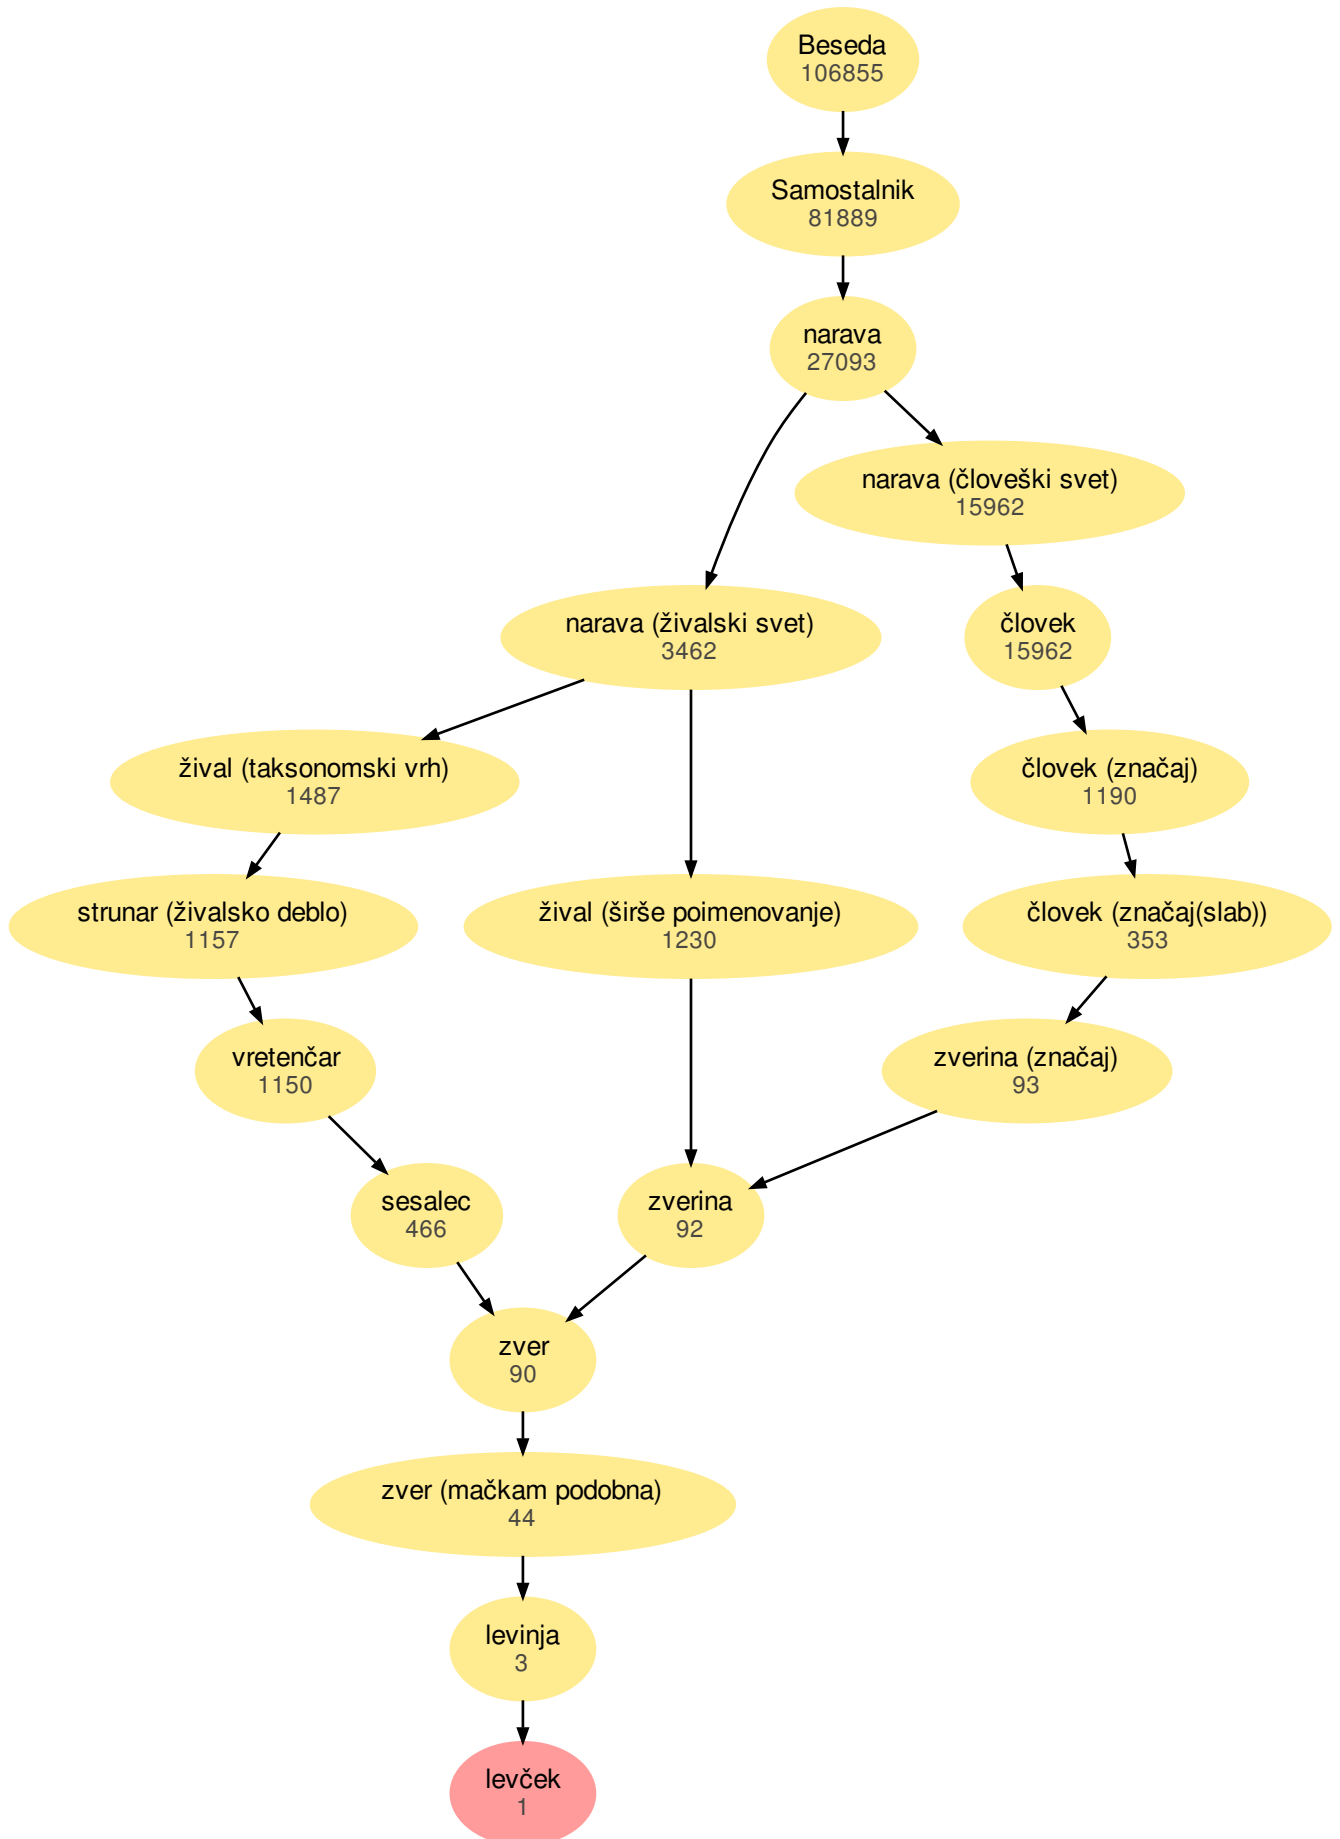 Beseda
106855
Samostalnik
81889
narava
27093
narava (človeški svet)
15962
narava (živalski svet)
3462
človek
15962
žival (taksonomski vrh)
1487
človek (značaj)
1190
strunar (živalsko deblo)
1157
žival (širše poimenovanje)
1230
človek (značaj(slab))
353
vretenčar
1150
zverina (značaj)
93
sesalec
466
zverina
92
zver
90
zver (mačkam podobna)
44
levinja
3
levček
1